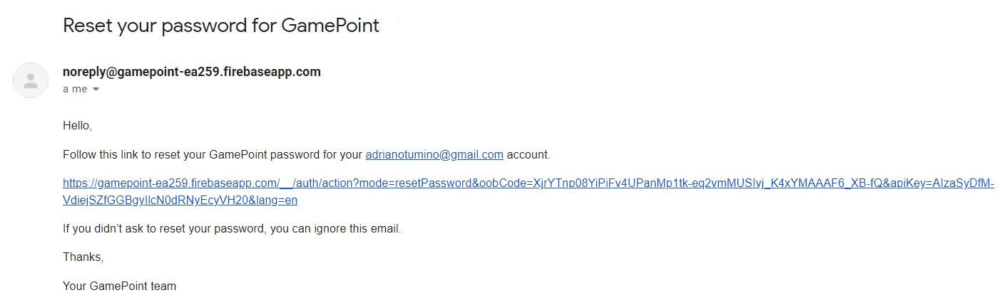 Reset your password for GamePoint
noreply@gamepoint-ea259.firebaseapp.com
a me
Hello,
Follow this link to reset your GamePoint password for your adrianotumino@gmail.com account.
https://gamepoint-ea259.firebaseapp.com/__/auth/action?mode=resetPassword&oobCode=XjrYTnp08YiPiFv4UPanMp1tk-eq2vmMUSIvj_K4xYMAAAF6_XB-fQ&apiKey=AIzaSyDfM-
VdiejSZfGGBgyIlcN0dRNyEcyVH20&lang=en
If you didn’t ask to reset your password, you can ignore this email.
Thanks,
Your GamePoint team